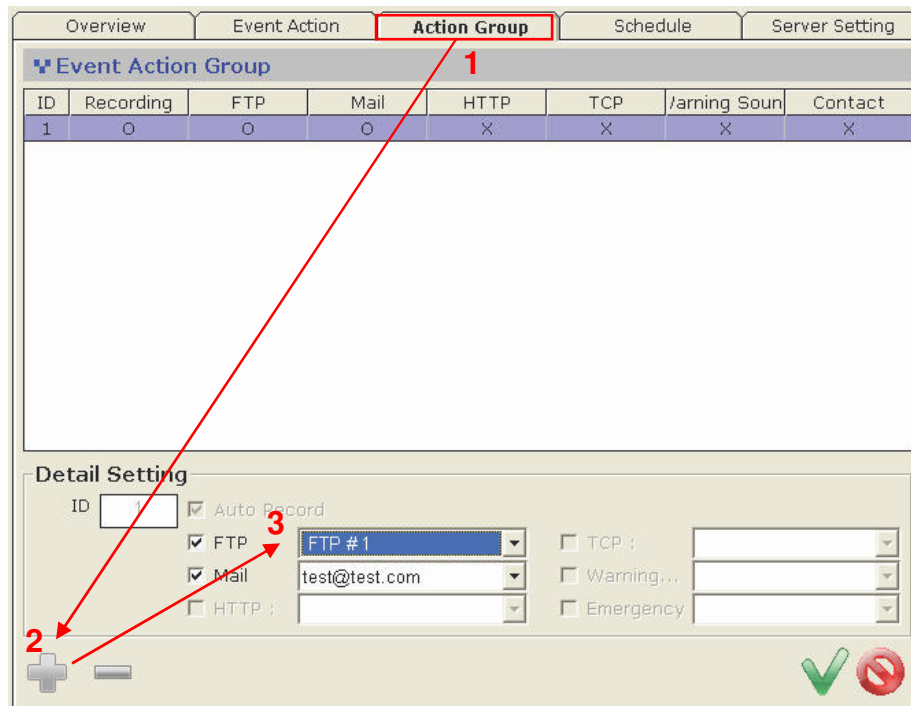 Overview Event Action Action Group Schedule Server Setting
Event Action Group 1
ID Recording FTP Mail HTTP TCP /arning Soun Contact
1 O O O X X X X
Detail Setting
ID 1 Auto Record
3
FTP FTP # 1 TCP :
Mail test@test.com Warning...
HTTP : Emergency
2